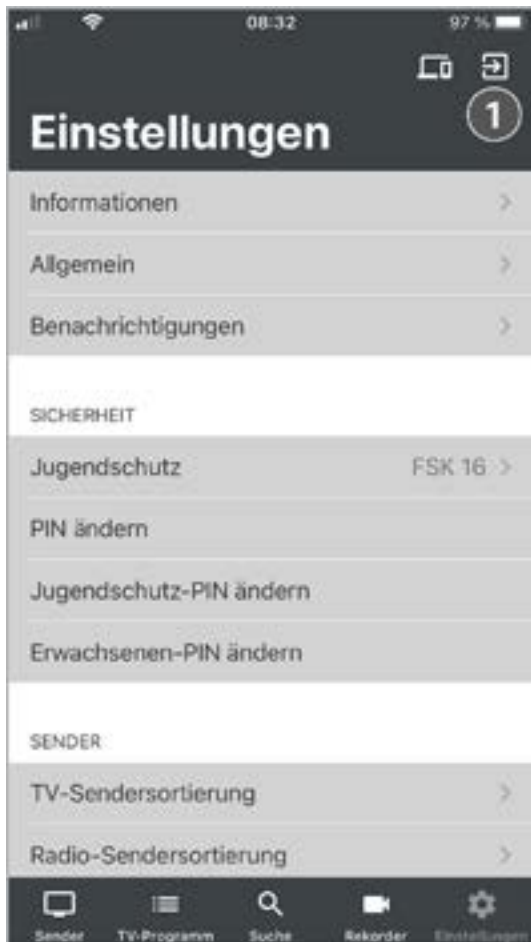 08:32
97 %
1
Einstellungen
Informationen
Allgemein
Benachrichtigungen
SICHERHEIT
Jugendschutz FSK 16
PIN ändern
Jugendschutz-PIN ändern
Erwachsenen-PIN ändern
SENDER
TV-Sendersortierung
Radio-Sendersortierung
Sender TV-Programm Suche Rekorder Einstellungen